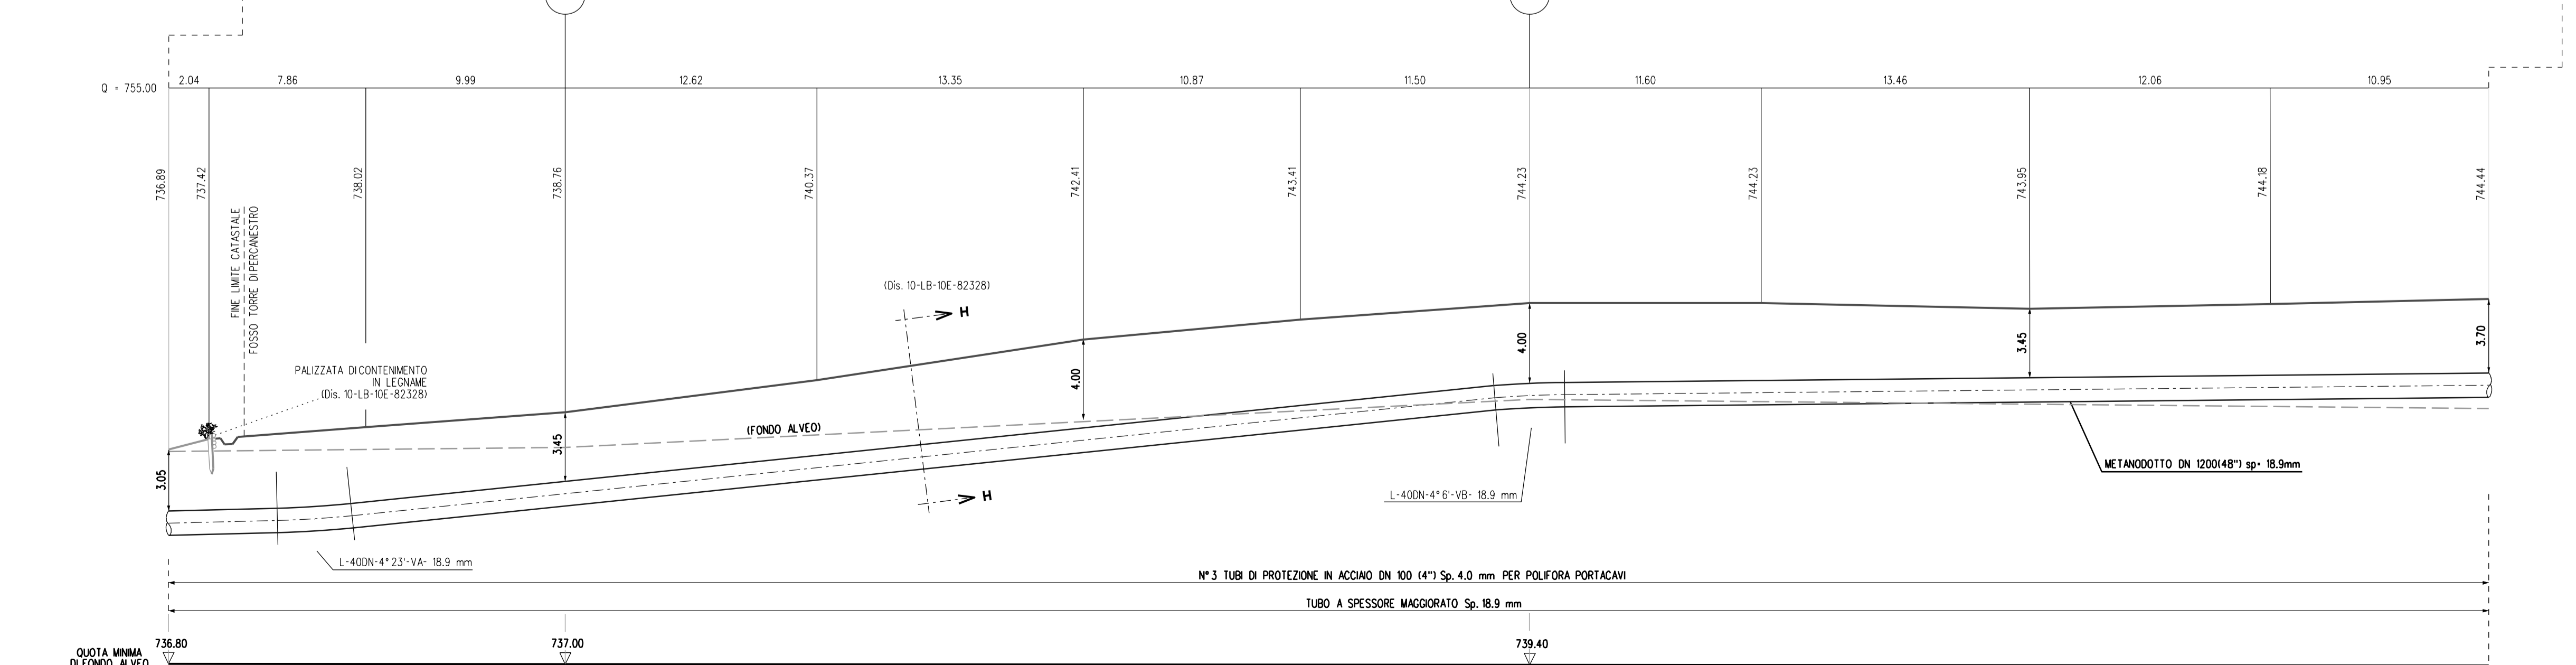 2.04
7.86
9.99
12.62
13.35
10.87
11.50
11.60
13.46
12.06
10.95
Q = 755.00
736.89
737.42
738.02
738.76
740.37
742.41
743.41
744.23
744.23
743.95
744.18
744.44
FINE LIMITE CATASTALE
FOSSO TORRE DI PERCANESTRO
(Dis. 10-LB-10E-82328)
H
PALIZZATA DI CONTENIMENTO
IN LEGNAME
(Dis. 10-LB-10E-82328)
4.00
4.00
3.45
3.70
(FONDO ALVEO)
3.45
3.05
METANODOTTO DN 1200(48") sp= 18.9mm
H
L-40DN-4°6'-VB- 18.9 mm
L-40DN-4°23'-VA- 18.9 mm
N°3 TUBI DI PROTEZIONE IN ACCIAIO DN 100 (4") Sp. 4.0 mm PER POLIFORA PORTACAVI
TUBO A SPESSORE MAGGIORATO Sp. 18.9 mm
736.80
737.00
739.40
QUOTA MINIMA
DI FONDO ALVEO